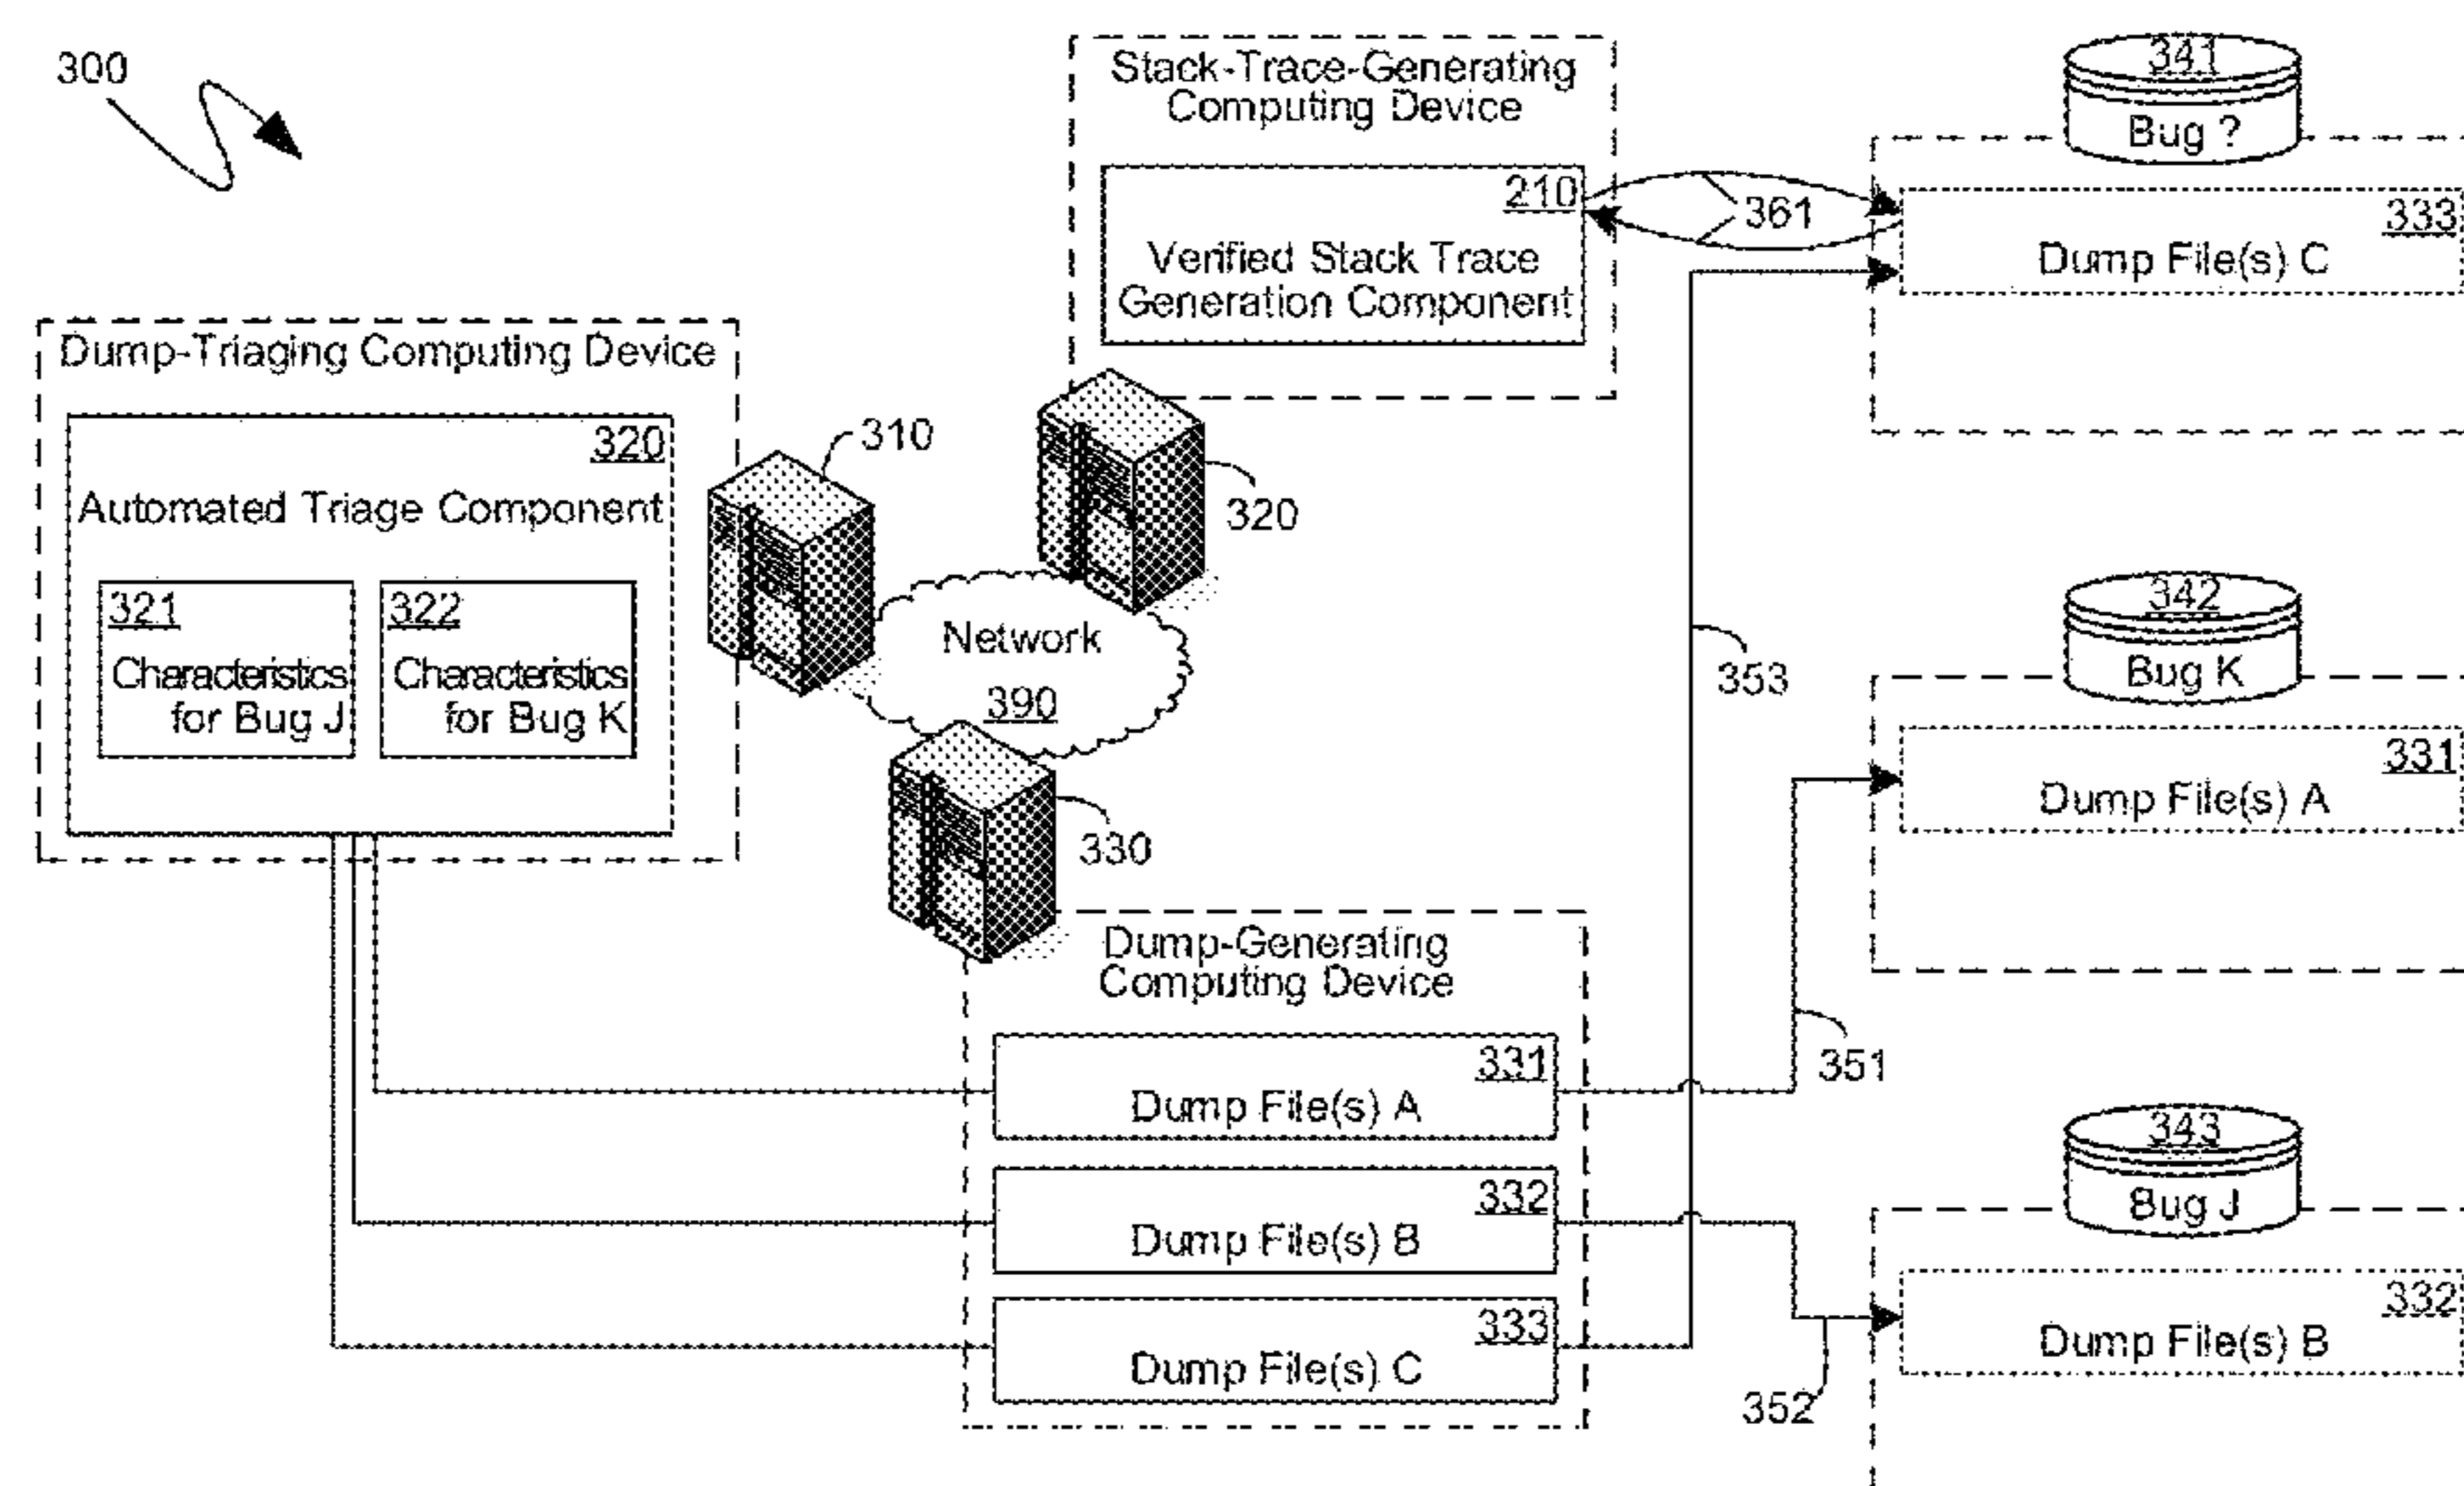 300
Stack-Trace-Generating
Computing Device
210
Verified Stack Trace
Generation Component
361
341
Bug ?
333
Dump File(s) C
Dump-Triaging Computing Device
320
Automated Triage Component
321
Characteristics
for Bug J
322
Characteristics
for Bug K
310
320
Network
390
330
353
342
Bug K
331
Dump File(s) A
351
Dump-Generating
Computing Device
331
Dump File(s) A
332
Dump File(s) B
333
Dump File(s) C
343
Bug J
332
Dump File(s) B
352